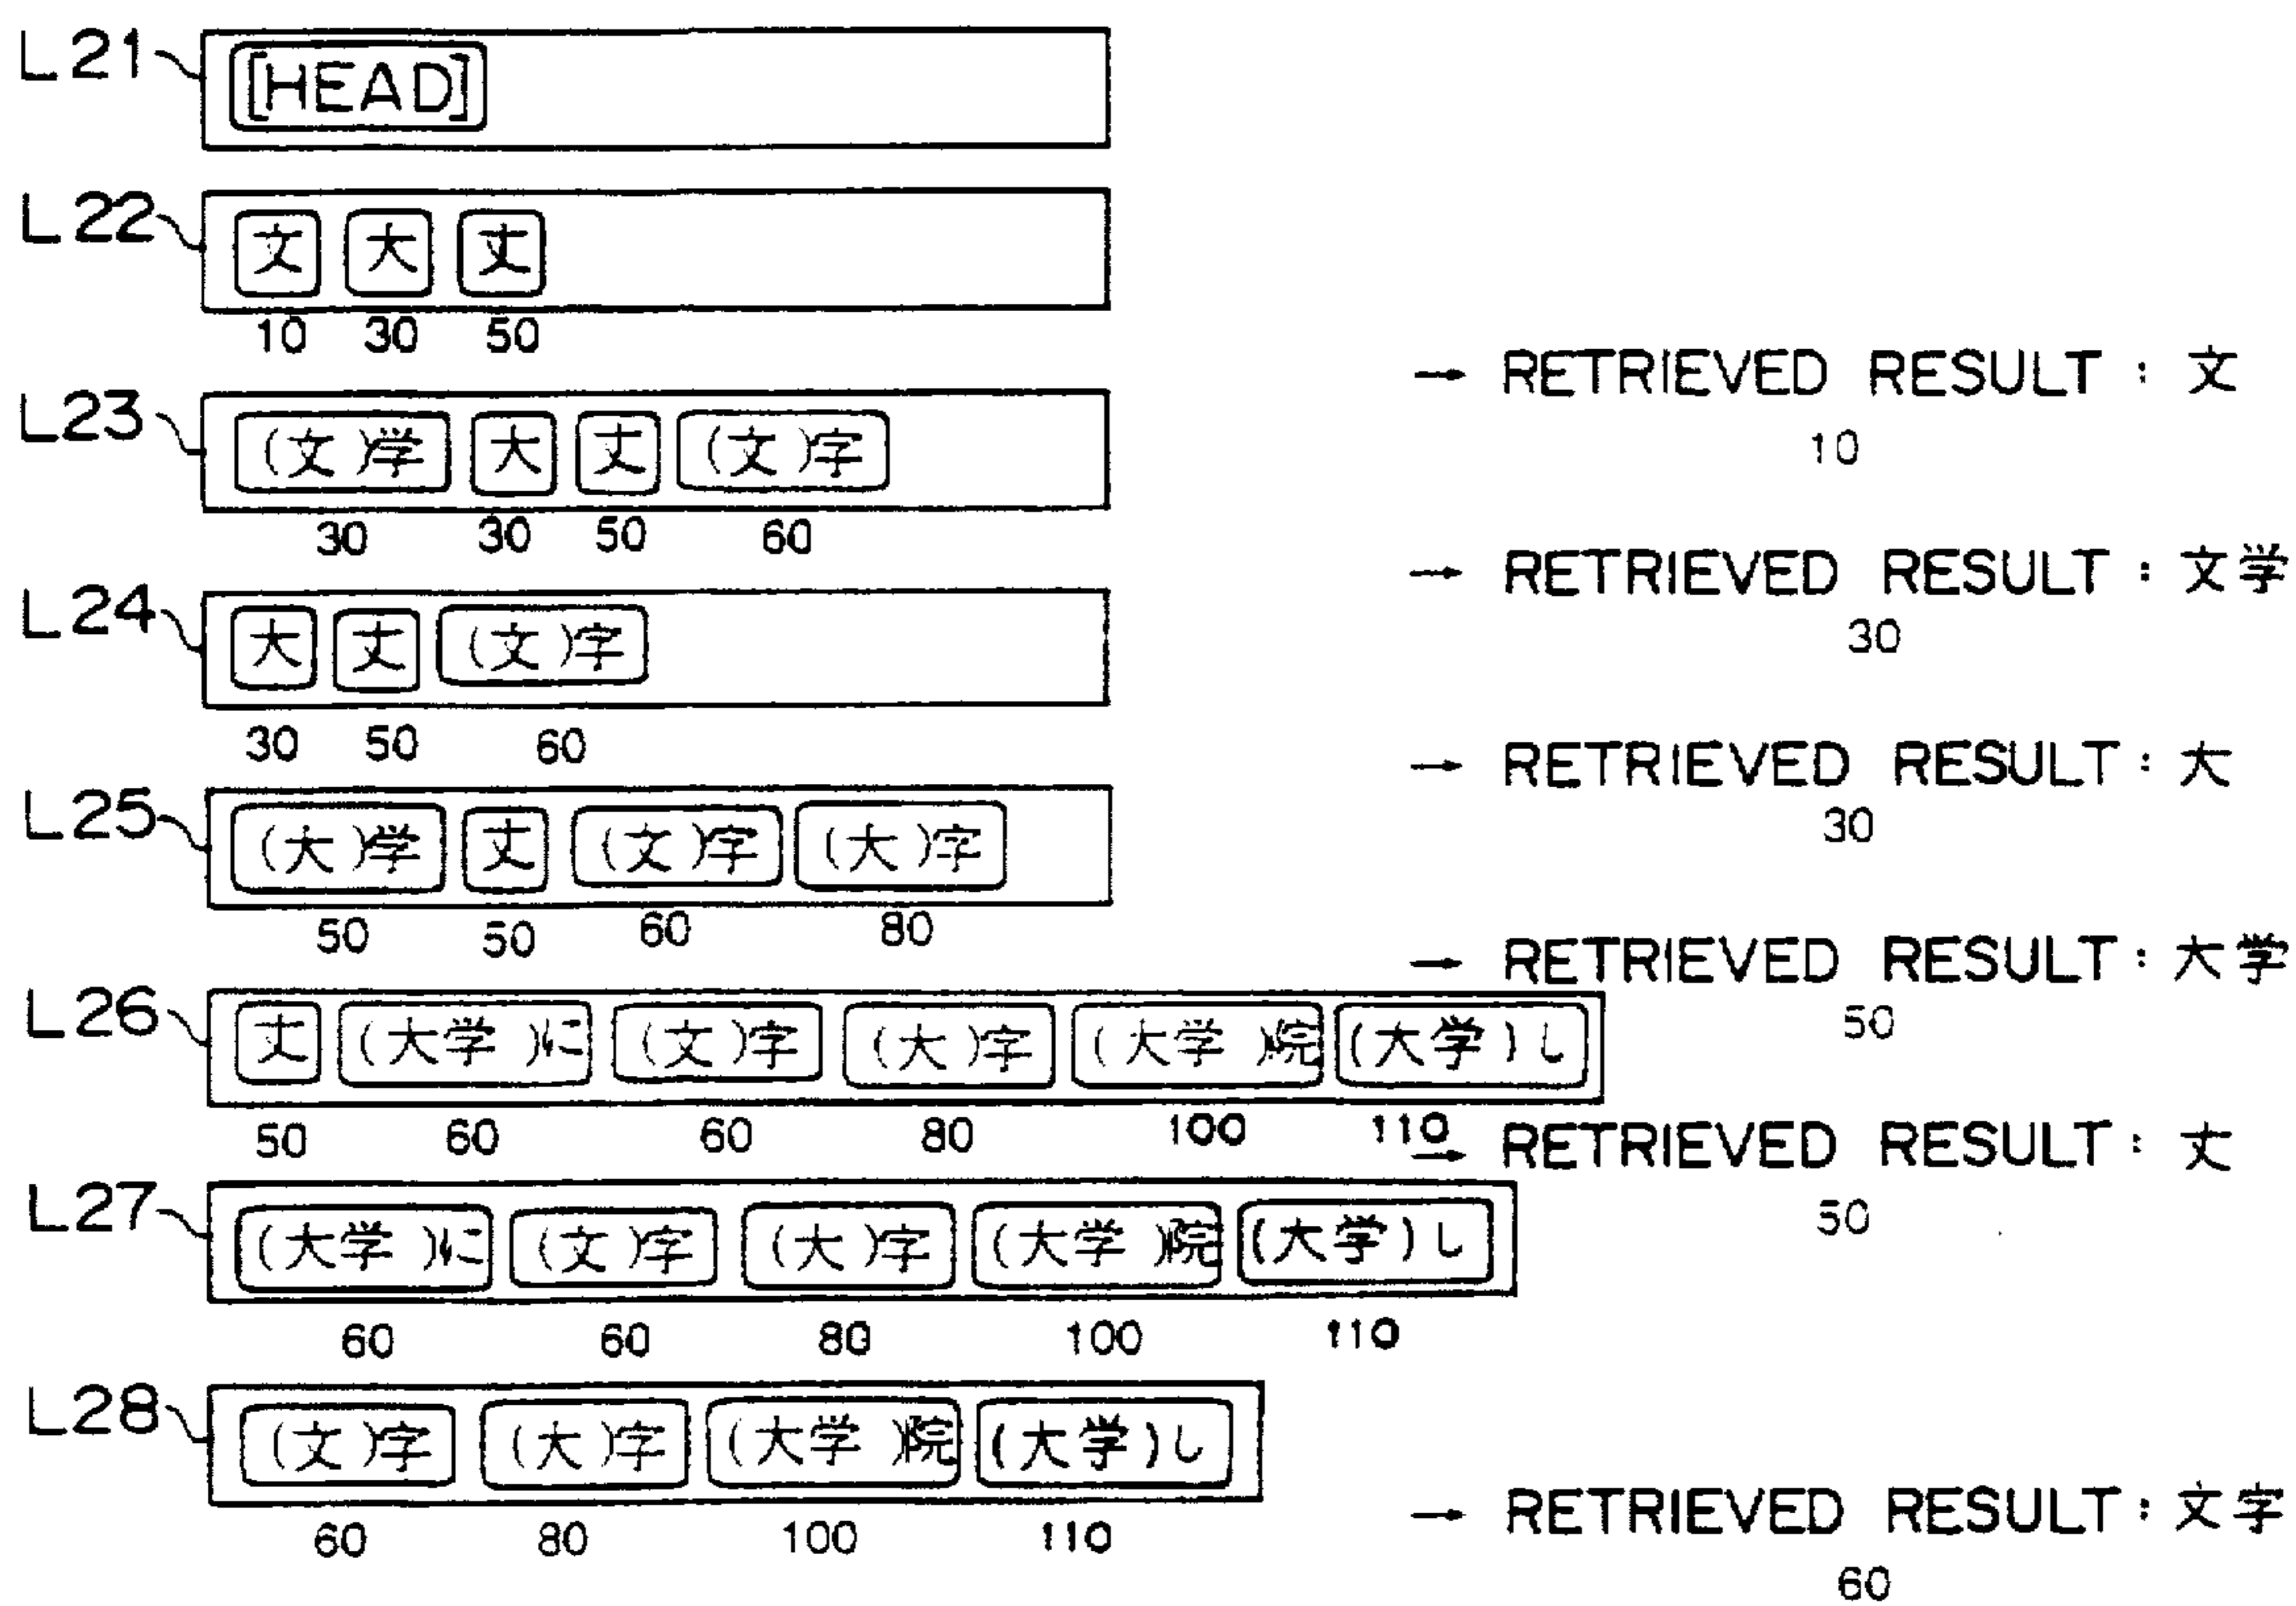 L21 [HEAD]
L22 文 大 丈
10 30 50
→ RETRIEVED RESULT : 文
10
L23 (文)学 大 丈 (文)字
30 30 50 60
→ RETRIEVED RESULT : 文学
30
L24 大 丈 (文)字
30 50 60
→ RETRIEVED RESULT : 大
30
L25 (大)学 丈 (文)字 (大)字
50 50 60 80
→ RETRIEVED RESULT : 大学
50
L26 丈 (大学)に (文)字 (大)字 (大学)院 (大学)し
50 60 60 80 100 110
→ RETRIEVED RESULT : 丈
50
L27 (大学)に (文)字 (大)字 (大学)院 (大学)し
60 60 80 100 110
L28 (文)字 (大)字 (大学)院 (大学)し
60 80 100 110
→ RETRIEVED RESULT : 文字
60